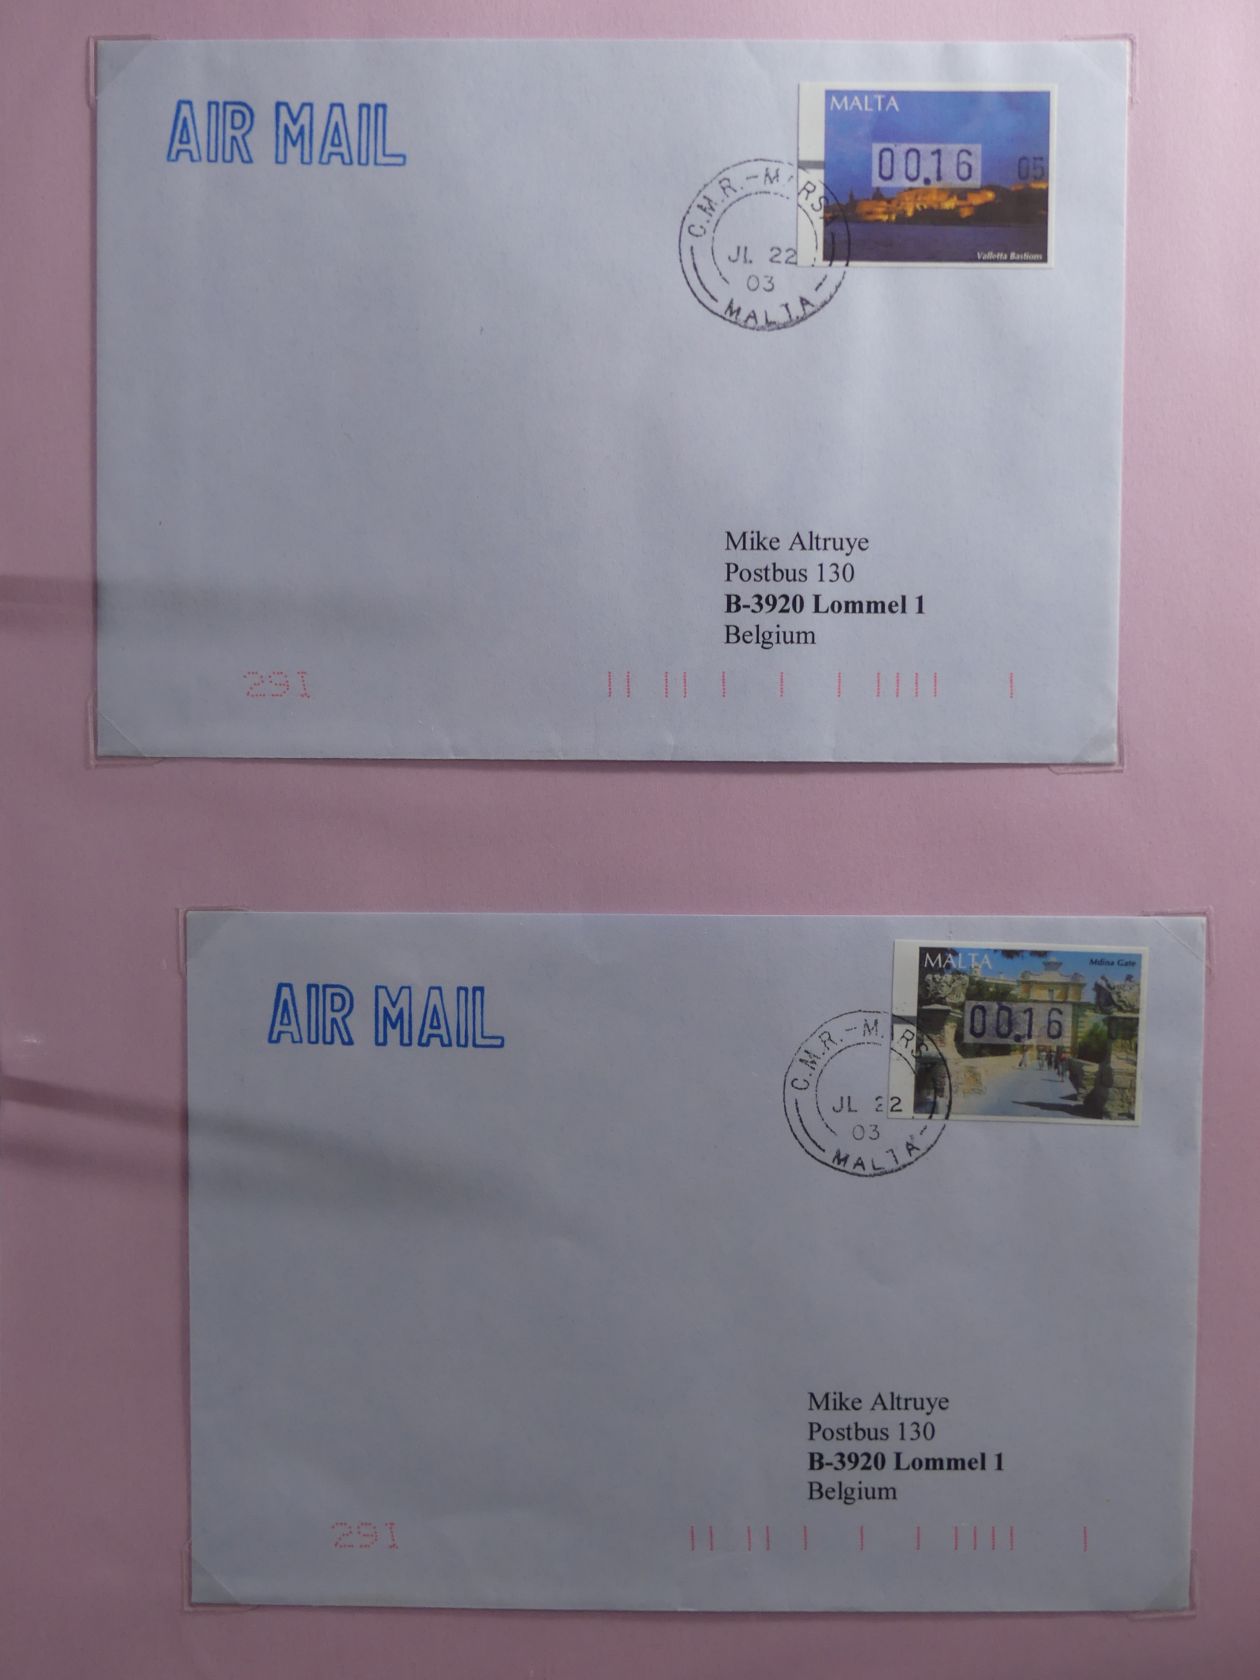 AIR MAIL
MALTA
00.16
05
Valletta Bastions
C.M.R.-MARSA
JL 22
03
MALTA
Mike Altruye
Postbus 130
B-3920 Lommel 1
Belgium
291
AIR MAIL
MALTA
Mdina Gate
00.16
C.M.R.-MARS
JL 22
03
MALTA
Mike Altruye
Postbus 130
B-3920 Lommel 1
Belgium
291